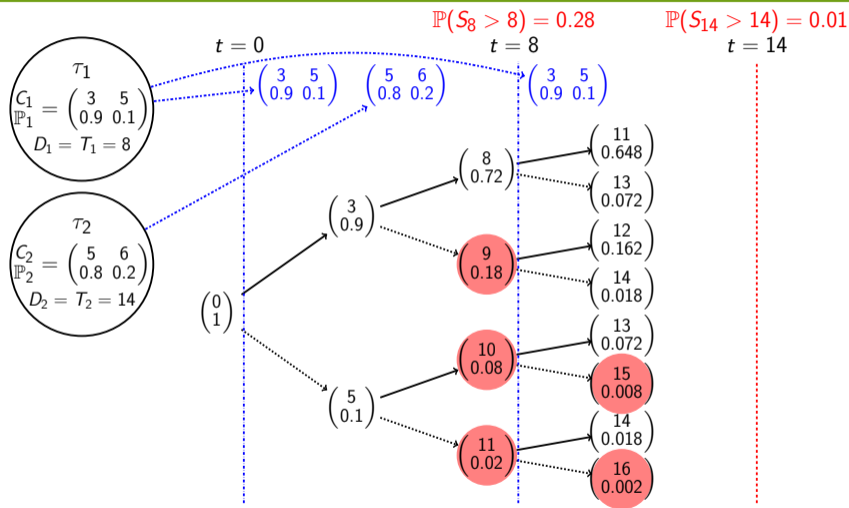 ℙ(S₈ > 8) = 0.28
ℙ(S₁₄ > 14) = 0.01
t = 0
t = 8
t = 14
τ₁
C₁ = (3 5
ℙ₁ 0.9 0.1)
D₁ = T₁ = 8
τ₂
C₂ = (5 6
ℙ₂ 0.8 0.2)
D₂ = T₂ = 14
(3 5
0.9 0.1)
(5 6
0.8 0.2)
(3 5
0.9 0.1)
(0
1)
(3
0.9)
(5
0.1)
(8
0.72)
(9
0.18)
(10
0.08)
(11
0.02)
(11
0.648)
(13
0.072)
(12
0.162)
(14
0.018)
(13
0.072)
(15
0.008)
(14
0.018)
(16
0.002)